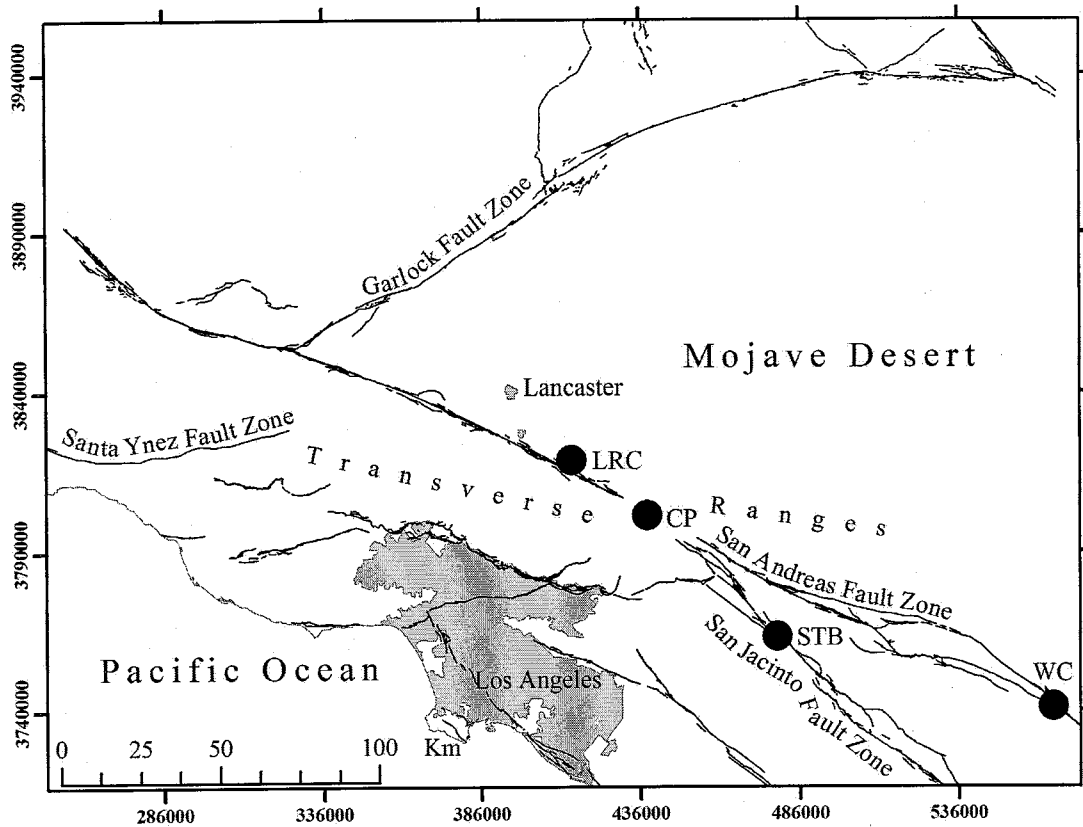 3940000
3890000
3840000
3790000
3740000
Garlock Fault Zone
Mojave Desert
Lancaster
Santa Ynez Fault Zone
LRC
Transverse Ranges
CP
San Andreas Fault Zone
STB
San Jacinto Fault Zone
WC
Pacific Ocean
Los Angeles
0 25 50 100 Km
286000 336000 386000 436000 486000 536000